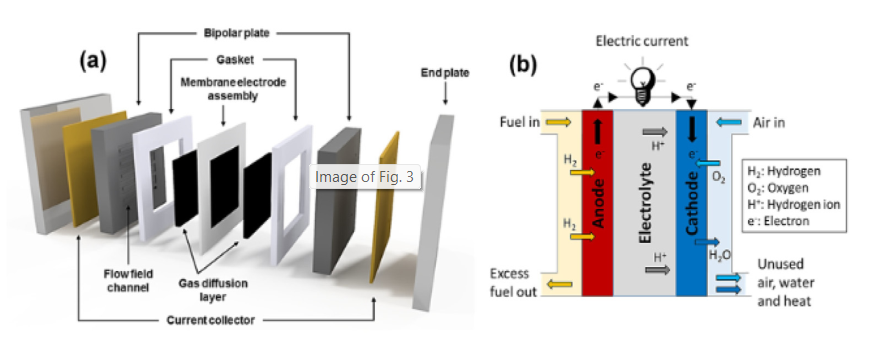 (a)
Bipolar plate
Gasket
Membrane electrode
assembly
End plate
Image of Fig. 3
Flow field
channel
Gas diffusion
layer
Current collector
(b)
Electric current
e-
e-
Fuel in
Air in
H+
e-
e-
H2
O2
Anode
Electrolyte
Cathode
H2
H+
H2O
Excess
fuel out
Unused
air, water
and heat
H2: Hydrogen
O2: Oxygen
H+: Hydrogen ion
e-: Electron